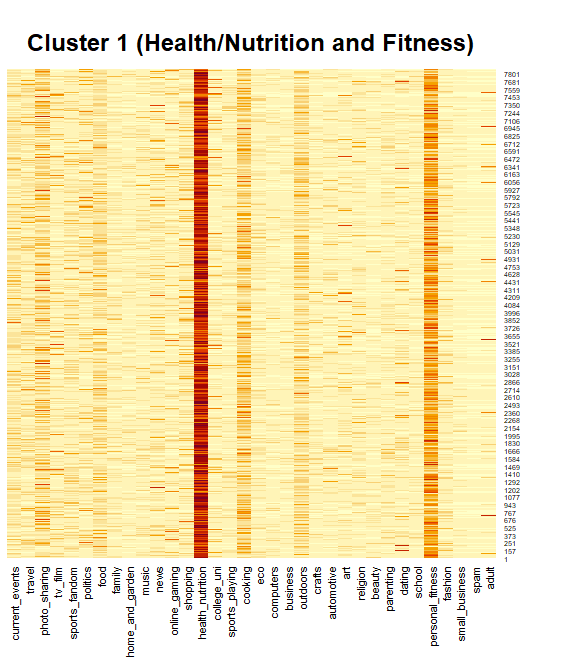 Cluster 1 (Health/Nutrition and Fitness)
7801
7681
7559
7453
7350
7244
7106
6945
6825
6712
6591
6472
6341
6163
6056
5927
5792
5723
5545
5441
5348
5230
5129
5031
4931
4753
4628
4431
4311
4209
4084
3996
3852
3726
3655
3521
3385
3255
3151
3028
2866
2714
2610
2493
2360
2268
2154
1995
1830
1666
1584
1469
1410
1292
1202
1077
943
767
676
525
373
251
157
1
current_events
travel
photo_sharing
tv_film
sports_fandom
politics
food
family
home_and_garden
music
news
online_gaming
shopping
health_nutrition
college_uni
sports_playing
cooking
eco
computers
business
outdoors
crafts
automotive
art
religion
beauty
parenting
dating
school
personal_fitness
fashion
small_business
spam
adult